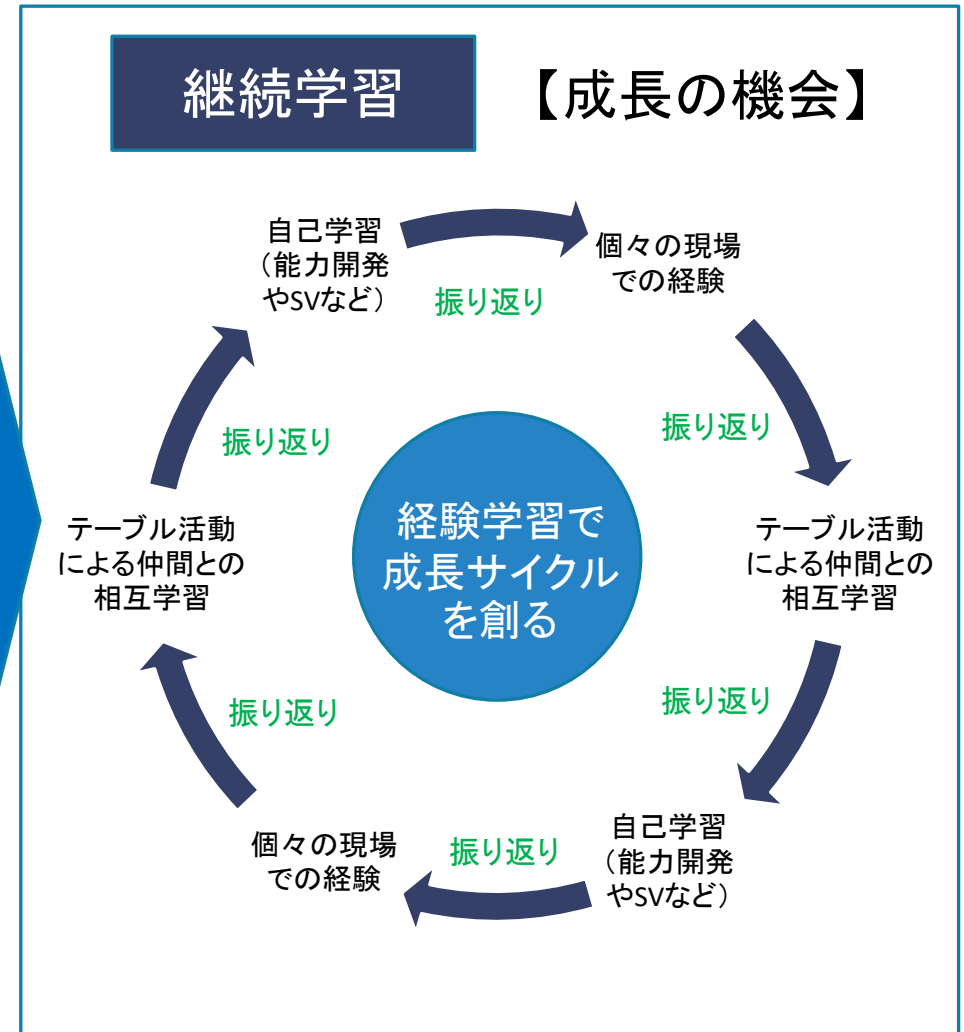 継続学習
【成長の機会】
自己学習
（能力開発
やSVなど）
振り返り
個々の現場
での経験
振り返り
テーブル活動
による仲間との
相互学習
振り返り
自己学習
（能力開発
やSVなど）
振り返り
個々の現場
での経験
振り返り
テーブル活動
による仲間との
相互学習
振り返り
経験学習で
成長サイクル
を創る